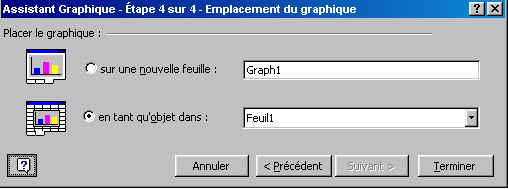 Assistant Graphique - Étape 4 sur 4 - Emplacement du graphique
Placer le graphique :
sur une nouvelle feuille : Graph1
en tant qu'objet dans : Feuil1
? Annuler < Précédent Suivant > Terminer